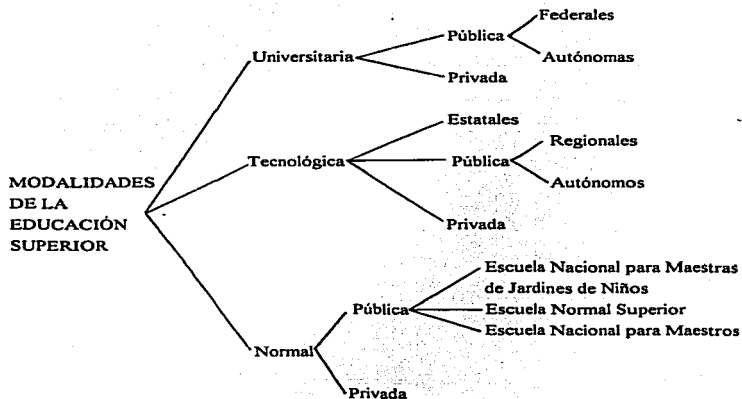 Federales
Pública
Universitaria
Autónomas
Privada
Estatales
Regionales
Tecnológica
Pública
Autónomos
Privada
MODALIDADES
DE LA
EDUCACIÓN
SUPERIOR
Escuela Nacional para Maestras
de Jardines de Niños
Pública
Escuela Normal Superior
Escuela Nacional para Maestros
Normal
Privada